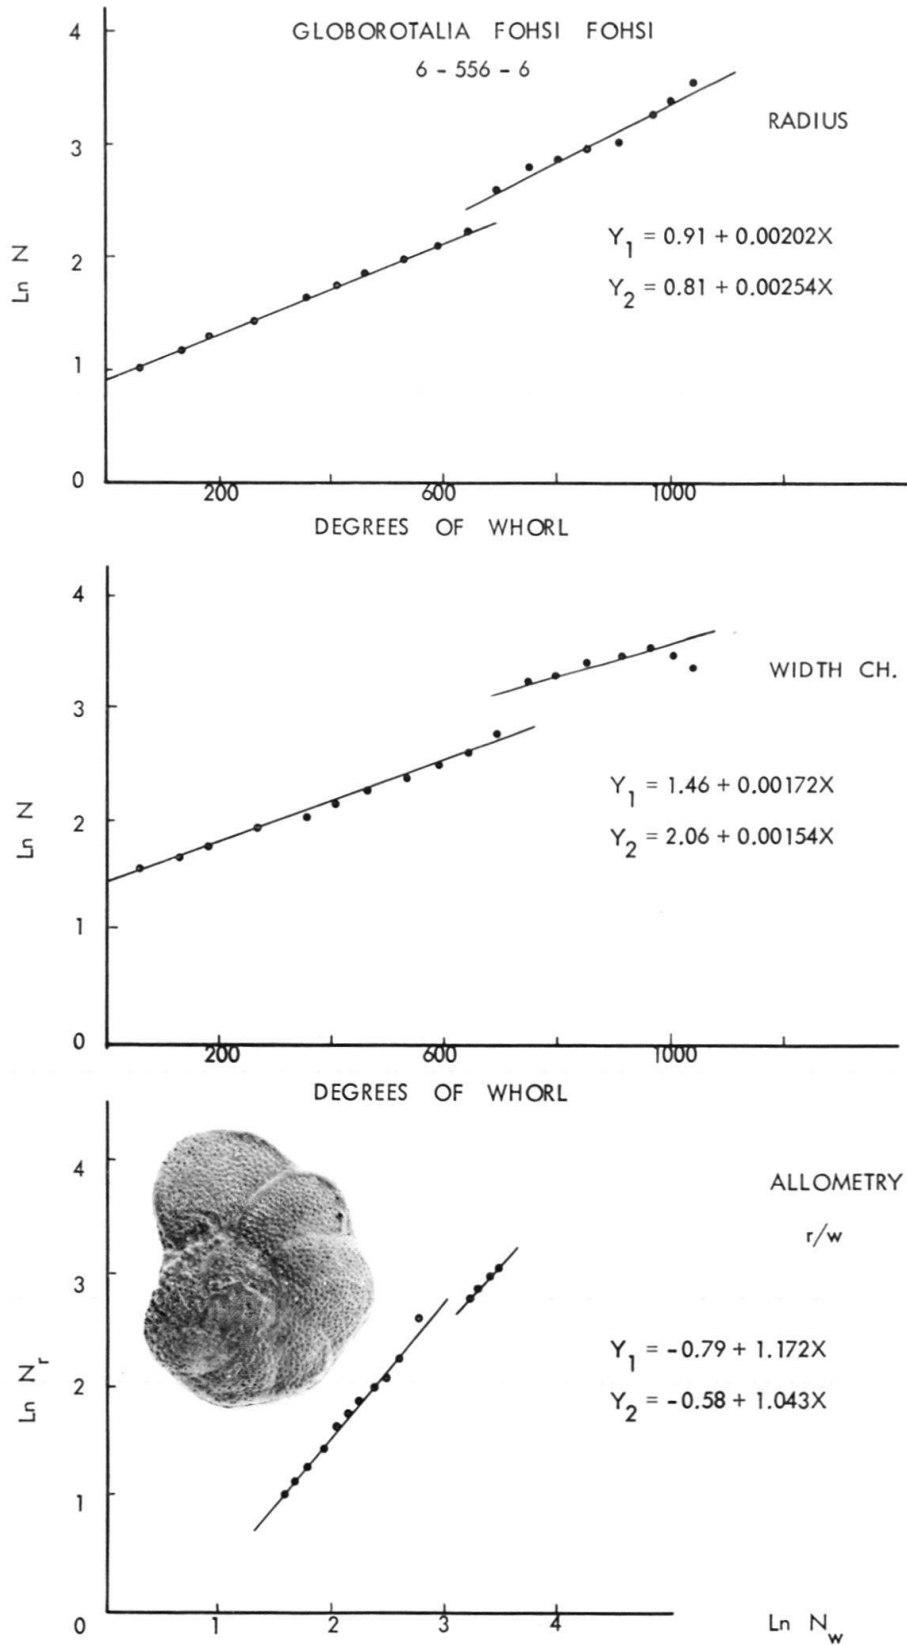 GLOBOROTALIA FOHSI FOHSI
6 - 556 - 6
4
3
2
1
0
Ln N
RADIUS
Y1 = 0.91 + 0.00202X
Y2 = 0.81 + 0.00254X
200 600 1000
DEGREES OF WHORL
4
3
2
1
0
Ln N
WIDTH CH.
Y1 = 1.46 + 0.00172X
Y2 = 2.06 + 0.00154X
200 600 1000
DEGREES OF WHORL
4
3
2
1
0
Ln Nr
ALLOMETRY
r/w
Y1 = -0.79 + 1.172X
Y2 = -0.58 + 1.043X
1 2 3 4 Ln Nw